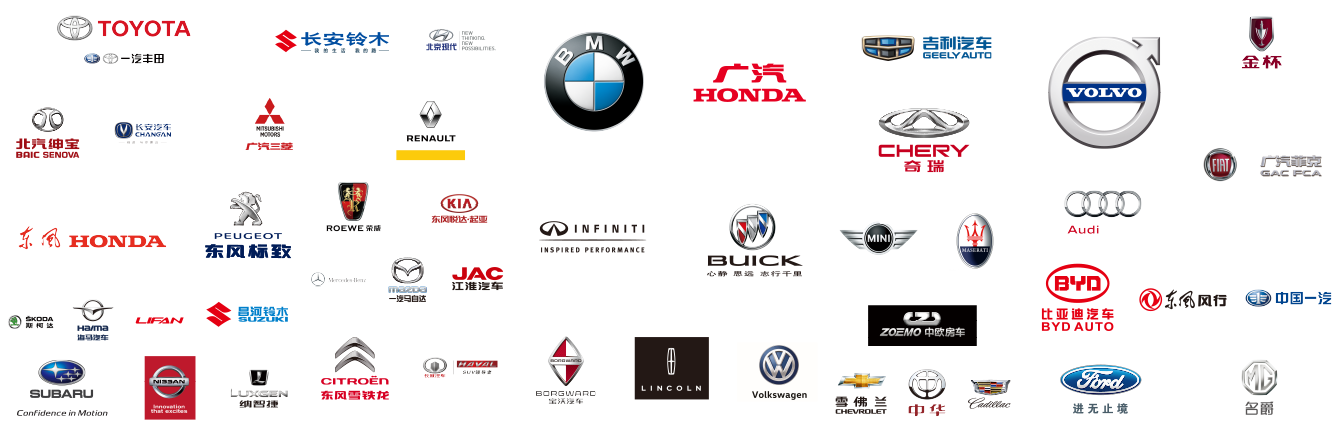 TOYOTA
一汽丰田
长安铃木
我的生活 我的路
北京现代
NEW
THINKING.
NEW
POSSIBILITIES.
BMW
广汽
HONDA
吉利汽车
GEELY AUTO
VOLVO
金杯
北汽绅宝
BAIC SENOVA
长安汽车
CHANGAN
MITSUBISHI
MOTORS
广汽三菱
RENAULT
CHERY
奇瑞
FIAT
广汽菲克
GAC FCA
东风 HONDA
PEUGEOT
东风标致
ROEWE 荣威
KIA
东风悦达·起亚
INFINITI
INSPIRED PERFORMANCE
BUICK
心静 思远 志行千里
MINI
MASERATI
Audi
Mercedes-Benz
mazda
一汽马自达
JAC
江淮汽车
BYD
比亚迪汽车
BYD AUTO
东风风行
中国一汽
ŠKODA
斯柯达
Haima
海马汽车
LIFAN
昌河铃木
SUZUKI
ZOEMO 中欧房车
SUBARU
Confidence in Motion
NISSAN
Innovation
that excites
LUXGEN
纳智捷
CITROËN
东风雪铁龙
长城汽车
HAVAL
SUV领导者
BORGWARD
BORGWARD
宝沃汽车
LINCOLN
Volkswagen
雪佛兰
CHEVROLET
中华
Cadillac
Ford
进无止境
MG
名爵